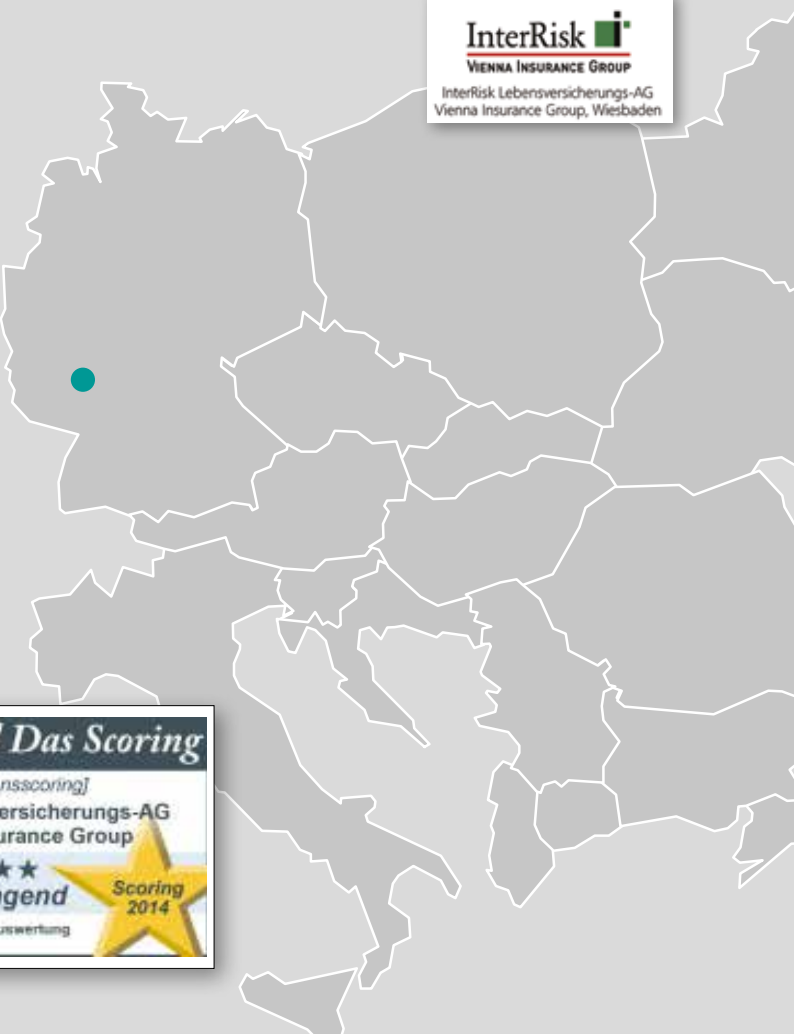 InterRisk
VIENNA INSURANCE GROUP
InterRisk Lebensversicherungs-AG
Vienna Insurance Group, Wiesbaden
Das Scoring
nsscoring]
ersicherungs-AG
urance Group
gend
Scoring
2014
uswertung